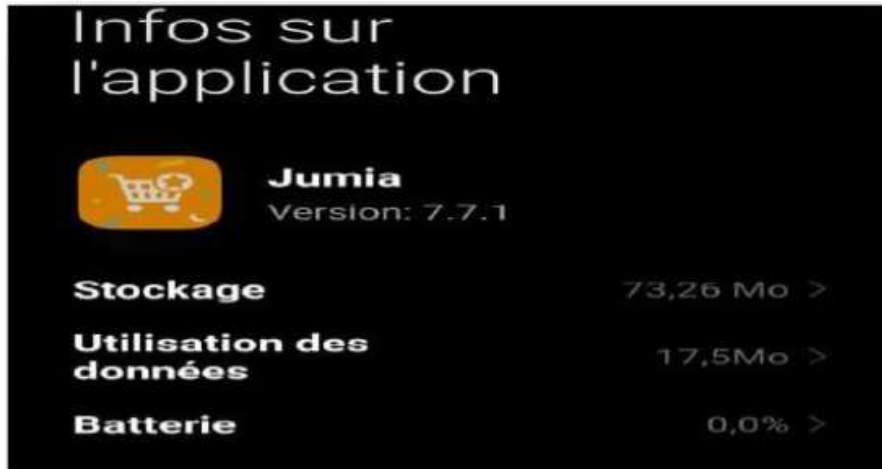 Infos sur
l'application
Jumia
Version: 7.7.1
Stockage
73,26 Mo >
Utilisation des
données
17,5Mo >
Batterie
0,0% >